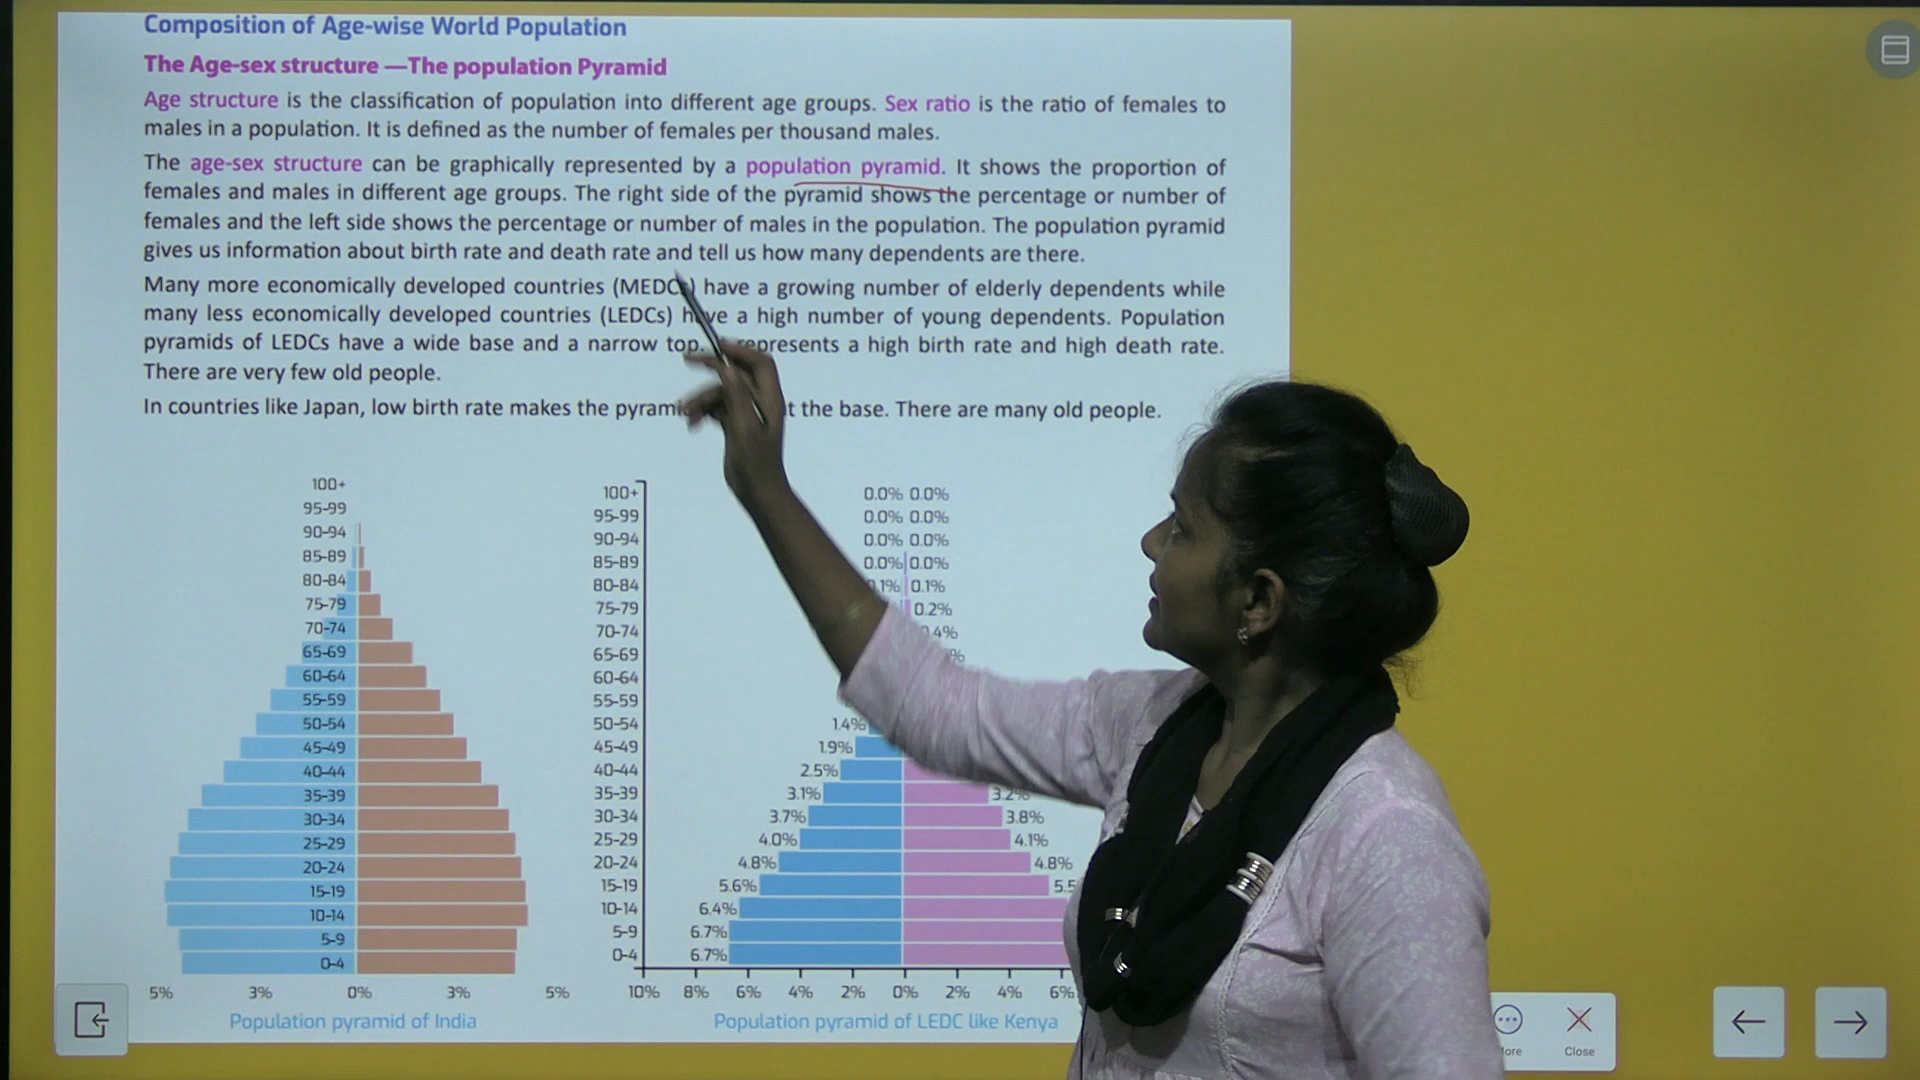 Composition of Age-wise World Population
The Age-sex structure —The population Pyramid
Age structure is the classification of population into different age groups. Sex ratio is the ratio of females to
males in a population. It is defined as the number of females per thousand males.
The age-sex structure can be graphically represented by a population pyramid. It shows the proportion of
females and males in different age groups. The right side of the pyramid shows the percentage or number of
females and the left side shows the percentage or number of males in the population. The population pyramid
gives us information about birth rate and death rate and tell us how many dependents are there.
Many more economically developed countries (MEDCs) have a growing number of elderly dependents while
many less economically developed countries (LEDCs) have a high number of young dependents. Population
pyramids of LEDCs have a wide base and a narrow top. represents a high birth rate and high death rate.
There are very few old people.
In countries like Japan, low birth rate makes the pyramid at the base. There are many old people.
100+
95-99
90-94
85-89
80-84
75-79
70-74
65-69
60-64
55-59
50-54
45-49
40-44
35-39
30-34
25-29
20-24
15-19
10-14
5-9
0-4
5% 3% 0% 3% 5%
Population pyramid of India
100+ 0.0% 0.0%
95-99 0.0% 0.0%
90-94 0.0% 0.0%
85-89 0.0% 0.0%
80-84 0.1%
75-79 0.2%
70-74
65-69
60-64
55-59
50-54 1.4%
45-49 1.9%
40-44 2.5%
35-39 3.1% 3.2%
30-34 3.7% 3.8%
25-29 4.0% 4.1%
20-24 4.8% 4.8%
15-19 5.6%
10-14 6.4%
5-9 6.7%
0-4 6.7%
10% 8% 6% 4% 2% 0% 2% 4% 6%
Population pyramid of LEDC like Kenya
Close